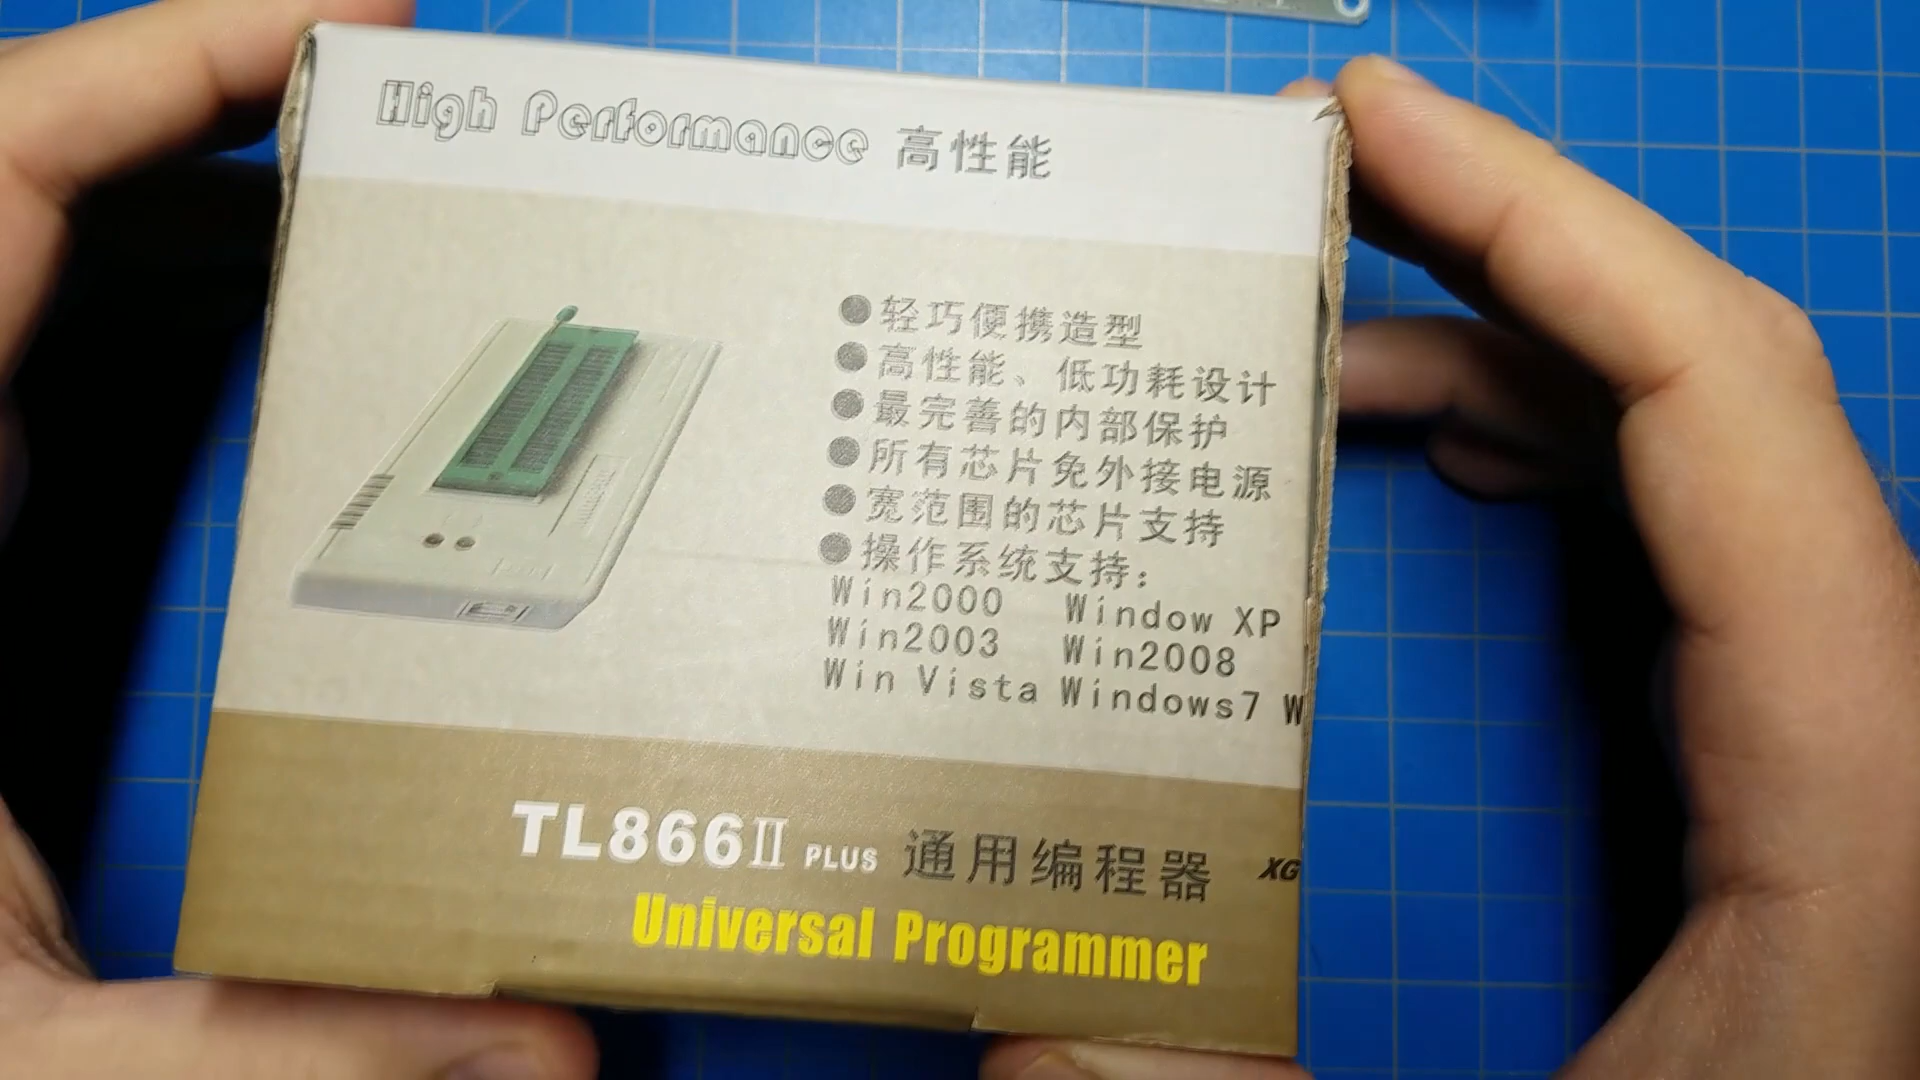 High Performance 高性能
●轻巧便携造型
●高性能、低功耗设计
●最完善的内部保护
●所有芯片免外接电源
●宽范围的芯片支持
●操作系统支持：
Win2000 Window XP
Win2003 Win2008
Win Vista Windows7 W
TL866II PLUS 通用编程器 XG
Universal Programmer